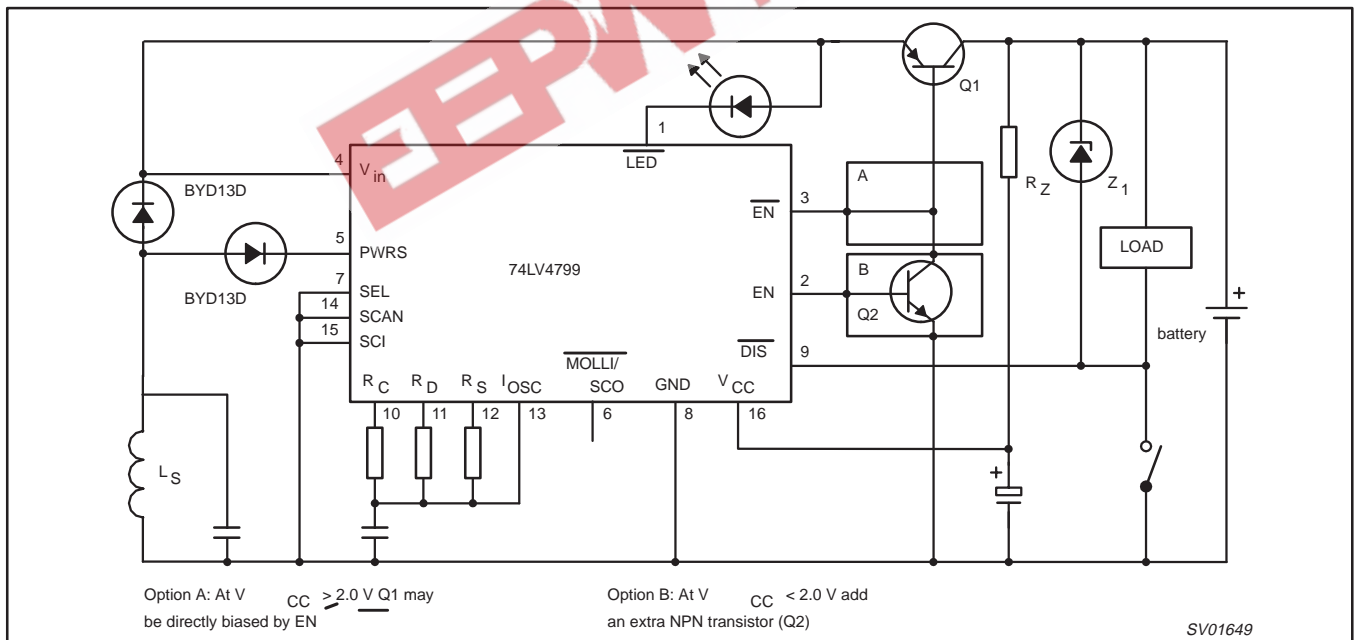 EEPW
Q1
1
LED
4
V in
BYD13D
A
R Z
Z 1
3
EN
5
PWRS
LOAD
BYD13D
74LV4799
B
7
SEL
2
EN
14
SCAN
Q2
+
15
SCI
battery
DIS
9
MOLLI/
SCO
R C
R D
R S
I OSC
GND
V CC
10
11
12
13
6
8
16
L S
+
Option A: At V CC ≥ 2.0 V Q1 may
be directly biased by EN
Option B: At V CC < 2.0 V add
an extra NPN transistor (Q2)
SV01649